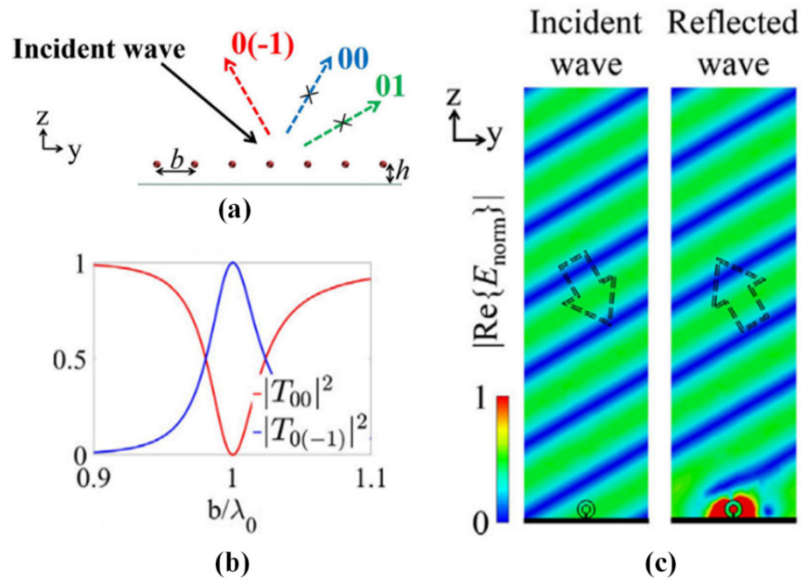 Incident wave
0(-1)
00
01
z
y
b
h
(a)
1
0.5
0
|T00|²
|T0(−1)|²
0.9
1
1.1
b/λ0
(b)
Incident
wave
Reflected
wave
z
y
|Re{Enorm}|
1
0
(c)